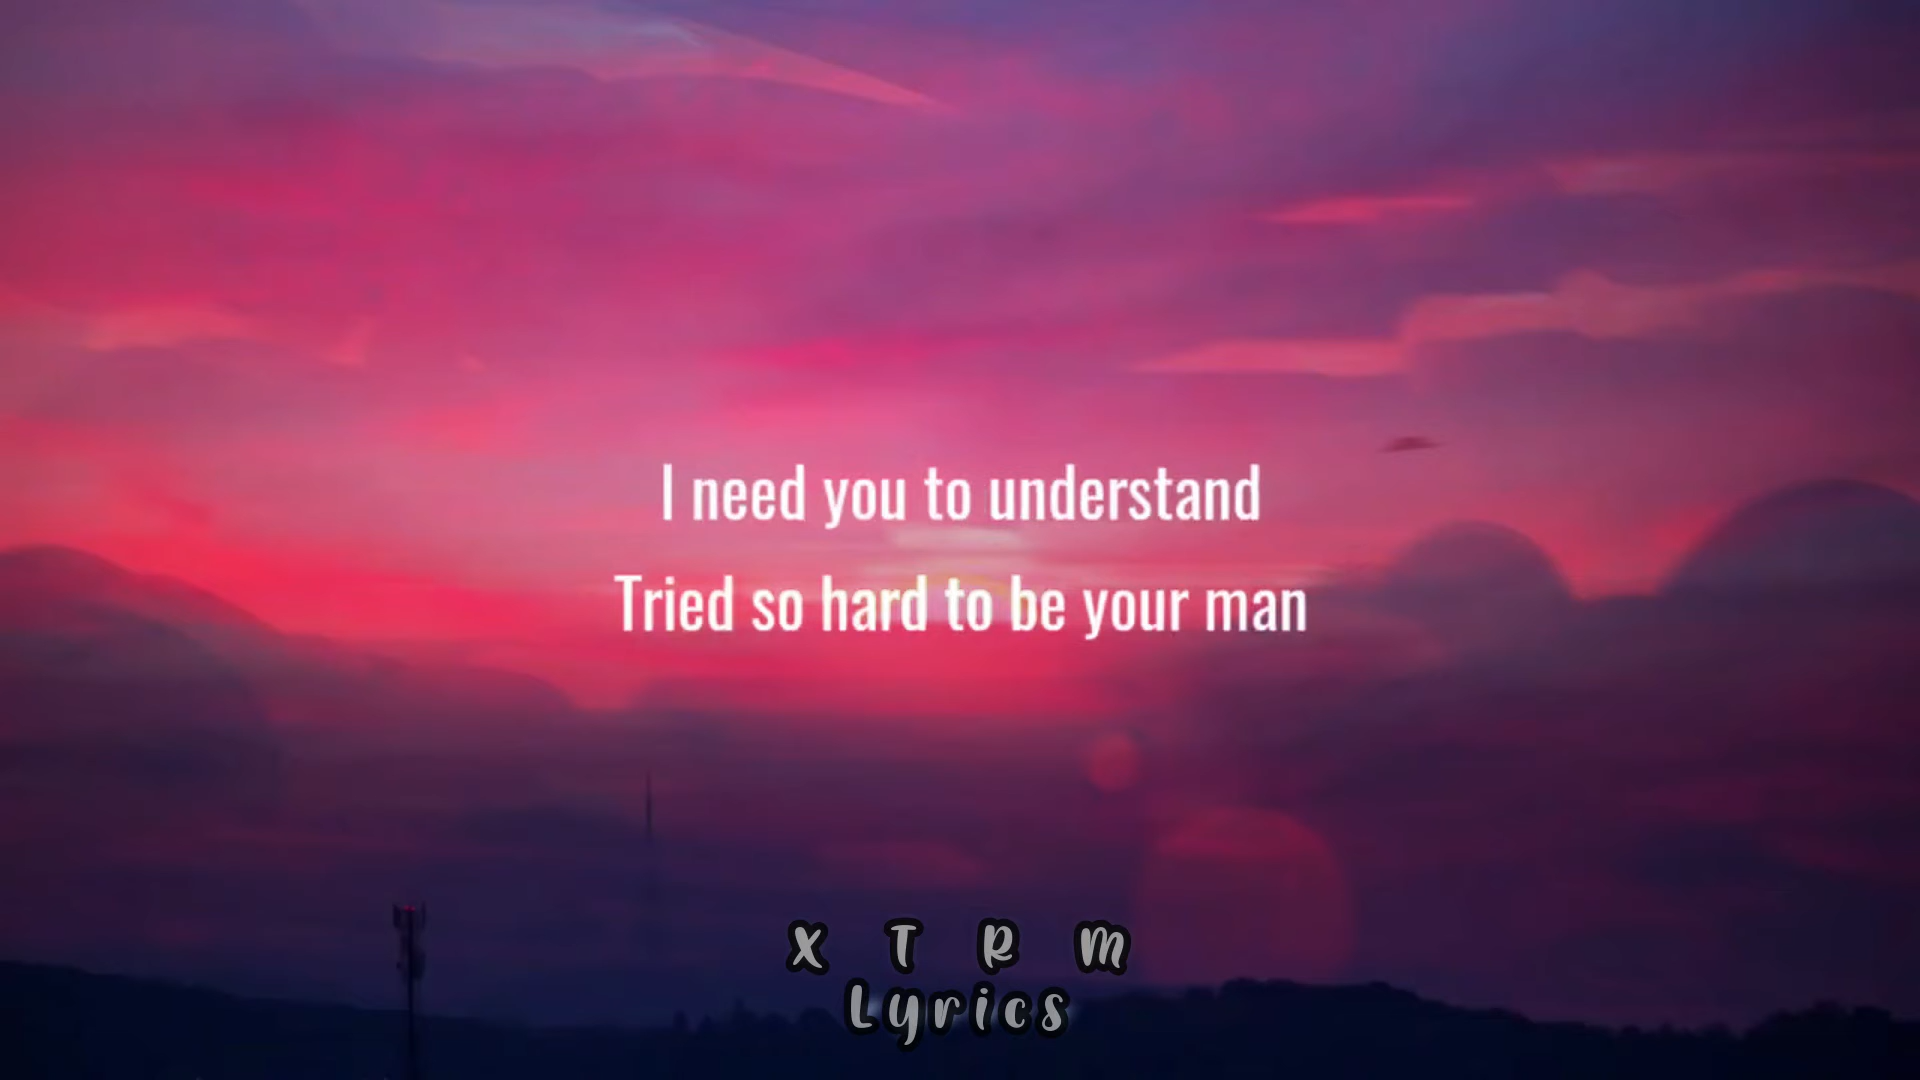 I need you to understand
Tried so hard to be your man
X T R M
Lyrics